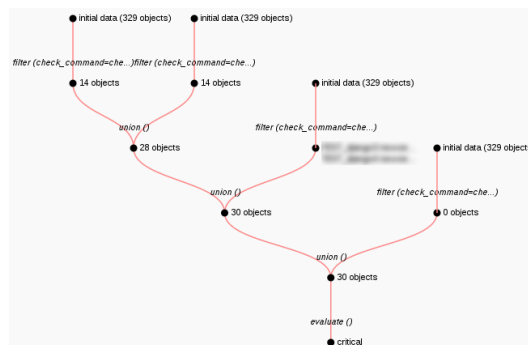 initial data (329 objects)
initial data (329 objects)
filter (check_command=che...)
filter (check_command=che...)
14 objects
14 objects
initial data (329 objects)
union ()
filter (check_command=che...)
28 objects
initial data (329 objects
union ()
filter (check_command=che...)
30 objects
0 objects
union ()
30 objects
evaluate ()
critical